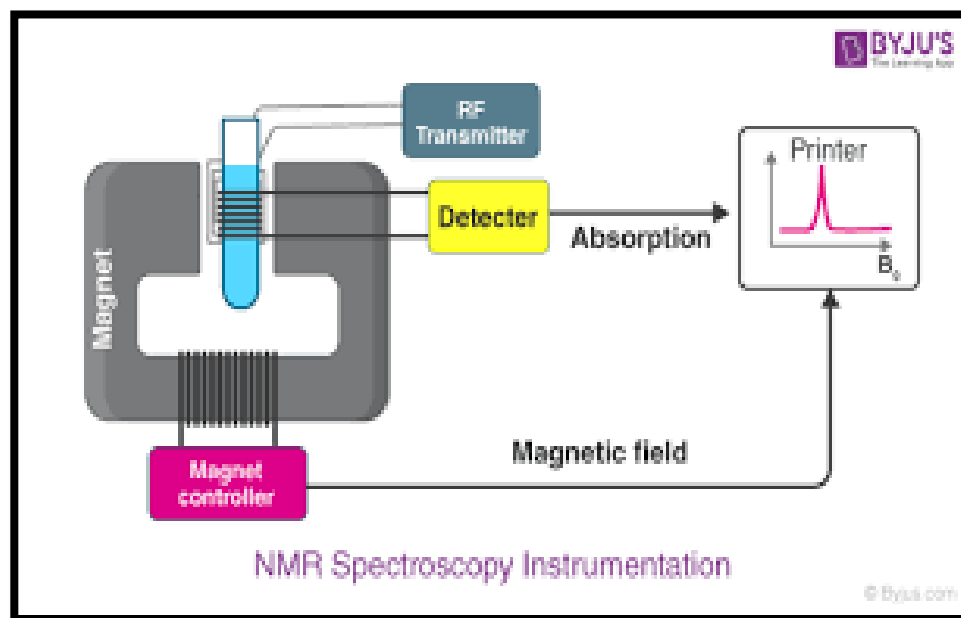 BYJU'S
The Learning App
RF
Transmitter
Printer
Detecter
Absorption
B₀
Magnet
Magnetic field
Magnet
controller
NMR Spectroscopy Instrumentation
© Byjus.com